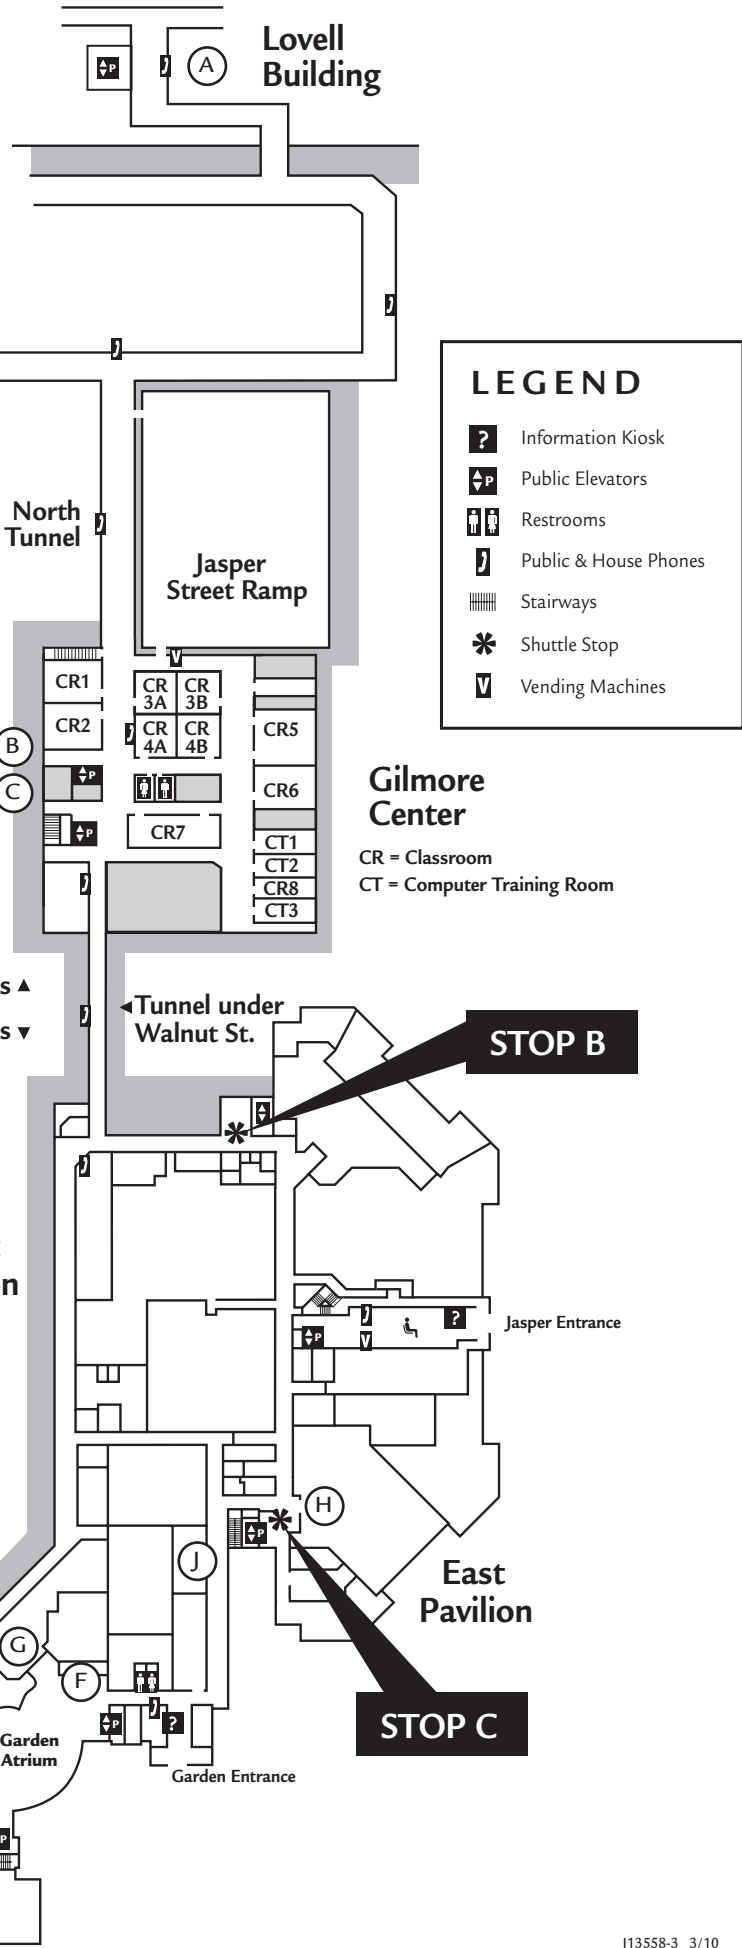 Lovell
Building
A
P
LEGEND
? Information Kiosk
P Public Elevators
Restrooms
Public & House Phones
Stairways
Shuttle Stop
V Vending Machines
North
Tunnel
Jasper
Street Ramp
V
CR1
CR
3A
CR
3B
CR2
CR
4A
CR
4B
CR5
B
P
C
CR6
P
CR7
CT1
CT2
CR8
CT3
Gilmore
Center
CR = Classroom
CT = Computer Training Room
s ▲
s ▼
◄Tunnel under
Walnut St.
STOP B
n
P
V
?
Jasper Entrance
H
P
J
East
Pavilion
G
F
STOP C
P
?
Garden
Atrium
Garden Entrance
P
I13558-3 3/10